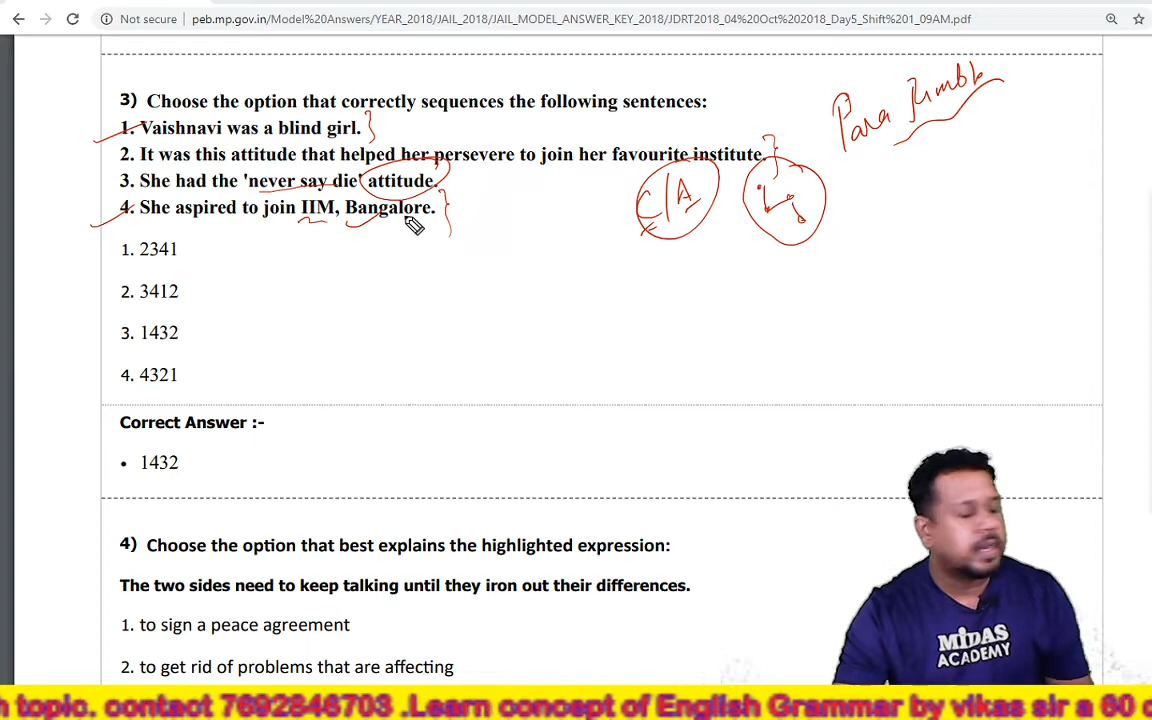 Not secure peb.mp.gov.in/Model%20Answers/YEAR_2018/JAIL/JAIL_MODEL_ANSWER_KEY_2018/JDRT2018_04%20Oct%202018_Day5_Shift%201_09AM.pdf
Para Jumble
3) Choose the option that correctly sequences the following sentences:
1. Vaishnavi was a blind girl.
2. It was this attitude that helped her persevere to join her favourite institute.
3. She had the 'never say die' attitude.
C/A
4. She aspired to join IIM, Bangalore.
1. 2341
2. 3412
3. 1432
4. 4321
Correct Answer :-
• 1432
4) Choose the option that best explains the highlighted expression:
The two sides need to keep talking until they iron out their differences.
1. to sign a peace agreement
MIDAS
ACADEMY
2. to get rid of problems that are affecting
h topic. contact 7692846703 .Learn concept of English Grammar by vikas sir a 60 d